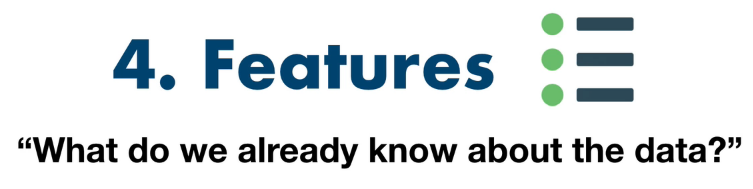 4. Features
“What do we already know about the data?”